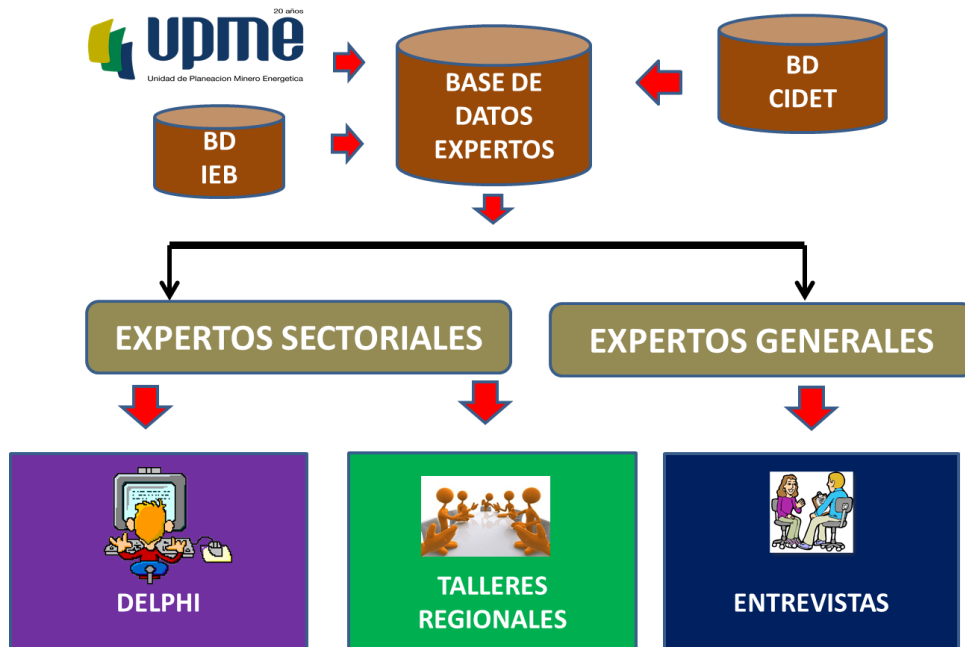 20 años
upme
Unidad de Planeacion Minero Energetica
BASE DE
DATOS
EXPERTOS
BD
CIDET
BD
IEB
EXPERTOS SECTORIALES
EXPERTOS GENERALES
DELPHI
TALLERES
REGIONALES
ENTREVISTAS